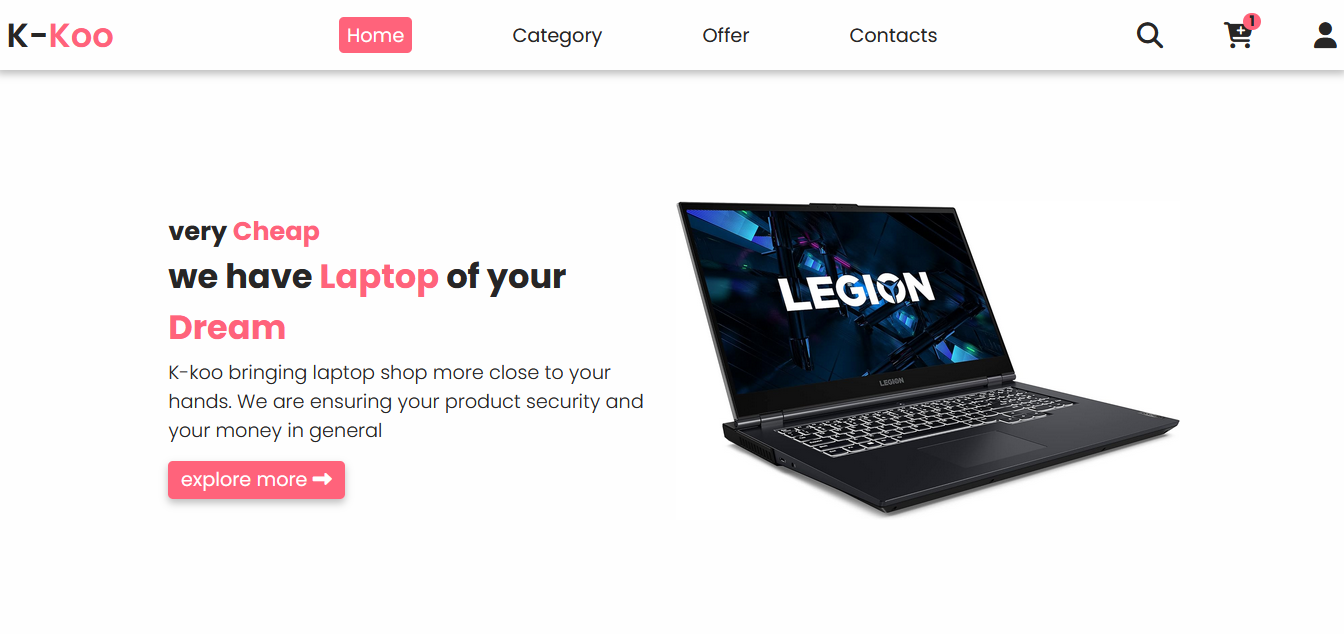 K-Koo Home Category Offer Contacts 1
very Cheap
we have Laptop of your
Dream
K-koo bringing laptop shop more close to your
hands. We are ensuring your product security and
your money in general
explore more
LEGION
LEGION